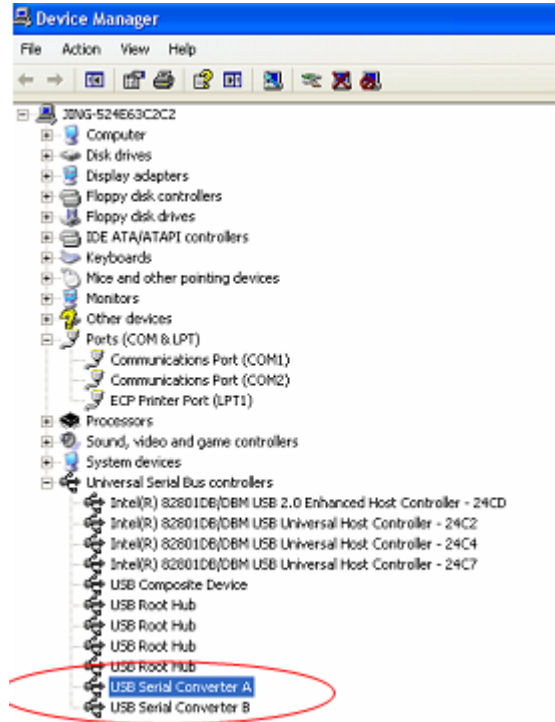 Device Manager
File Action View Help
JING-524E63C2C2
Computer
Disk drives
Display adapters
Floppy disk controllers
Floppy disk drives
IDE ATA/ATAPI controllers
Keyboards
Mice and other pointing devices
Monitors
Other devices
Ports (COM & LPT)
Communications Port (COM1)
Communications Port (COM2)
ECP Printer Port (LPT1)
Processors
Sound, video and game controllers
System devices
Universal Serial Bus controllers
Intel(R) 82801DB/DBM USB 2.0 Enhanced Host Controller - 24CD
Intel(R) 82801DB/DBM USB Universal Host Controller - 24C2
Intel(R) 82801DB/DBM USB Universal Host Controller - 24C4
Intel(R) 82801DB/DBM USB Universal Host Controller - 24C7
USB Composite Device
USB Root Hub
USB Root Hub
USB Root Hub
USB Root Hub
USB Serial Converter A
USB Serial Converter B